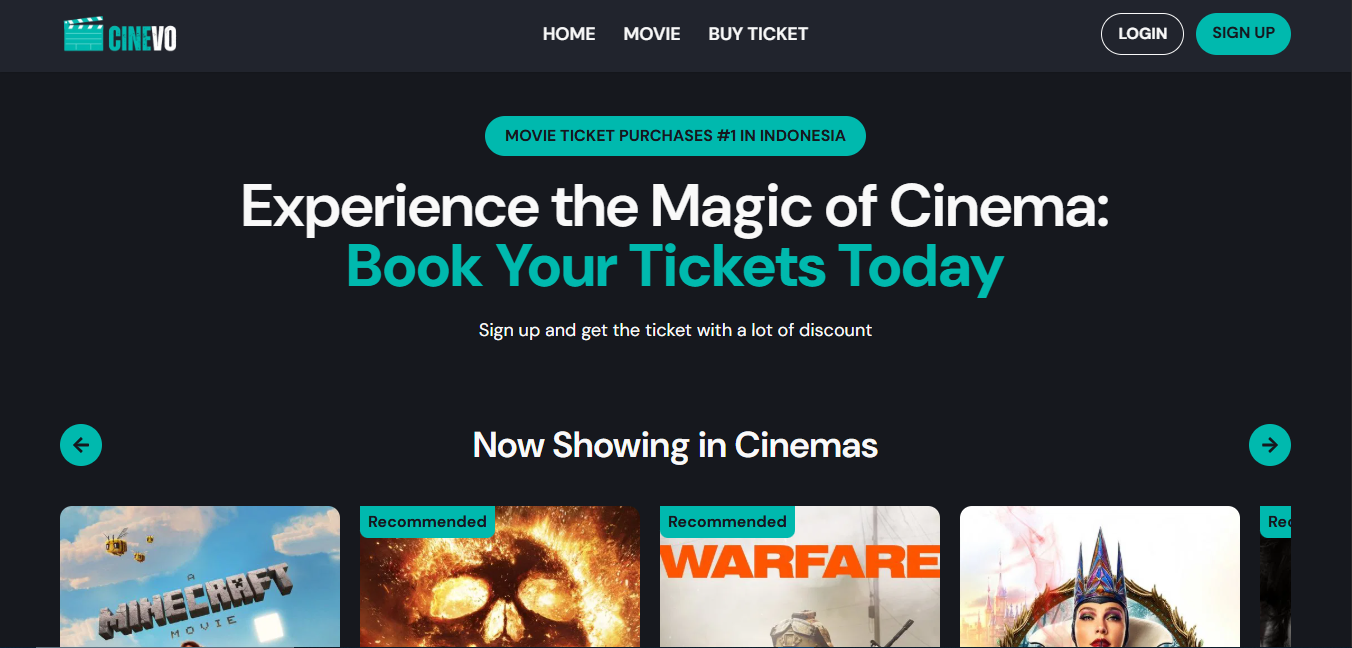 CINEVO
HOME MOVIE BUY TICKET
LOGIN SIGN UP
MOVIE TICKET PURCHASES #1 IN INDONESIA
Experience the Magic of Cinema:
Book Your Tickets Today
Sign up and get the ticket with a lot of discount
Now Showing in Cinemas
A
MINECRAFT
MOVIE
Recommended
Recommended
WARFARE